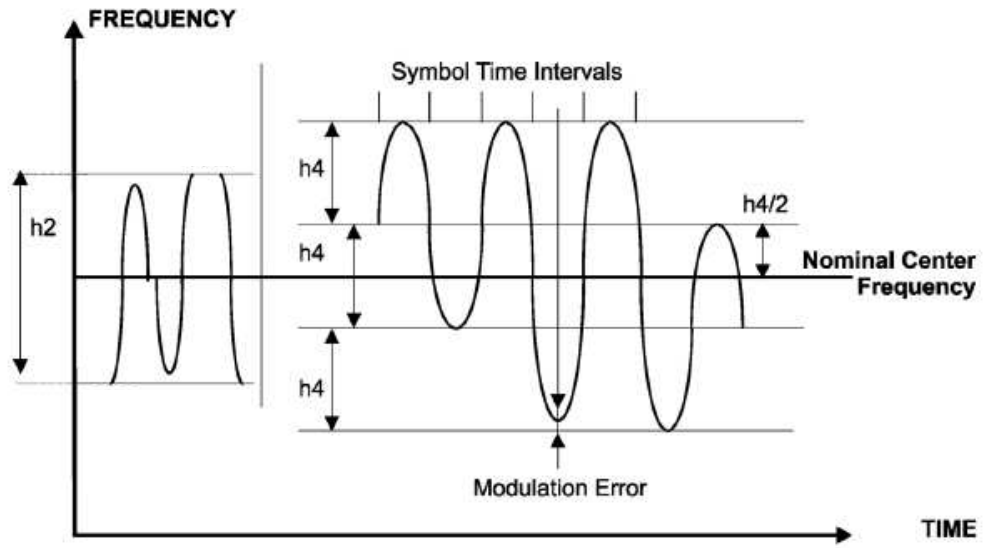 FREQUENCY
Symbol Time Intervals
h4
h4/2
h2
h4
Nominal Center
Frequency
h4
Modulation Error
TIME